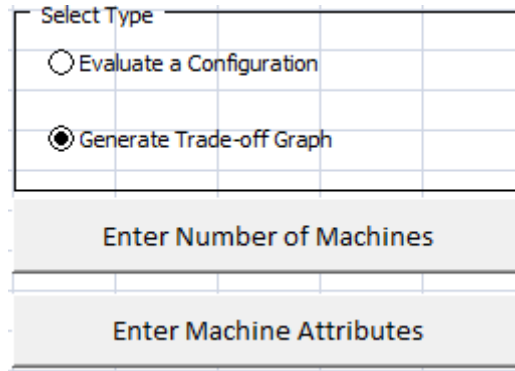 Select Type
Evaluate a Configuration
Generate Trade-off Graph
Enter Number of Machines
Enter Machine Attributes